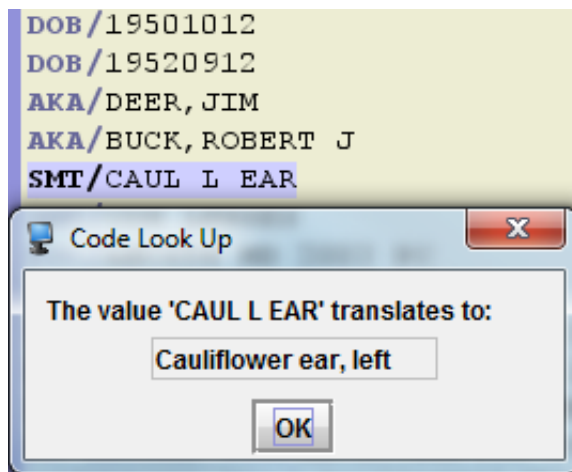 DOB/19501012
DOB/19520912
AKA/DEER,JIM
AKA/BUCK,ROBERT J
SMT/CAUL L EAR
Code Look Up
The value 'CAUL L EAR' translates to:
Cauliflower ear, left
OK